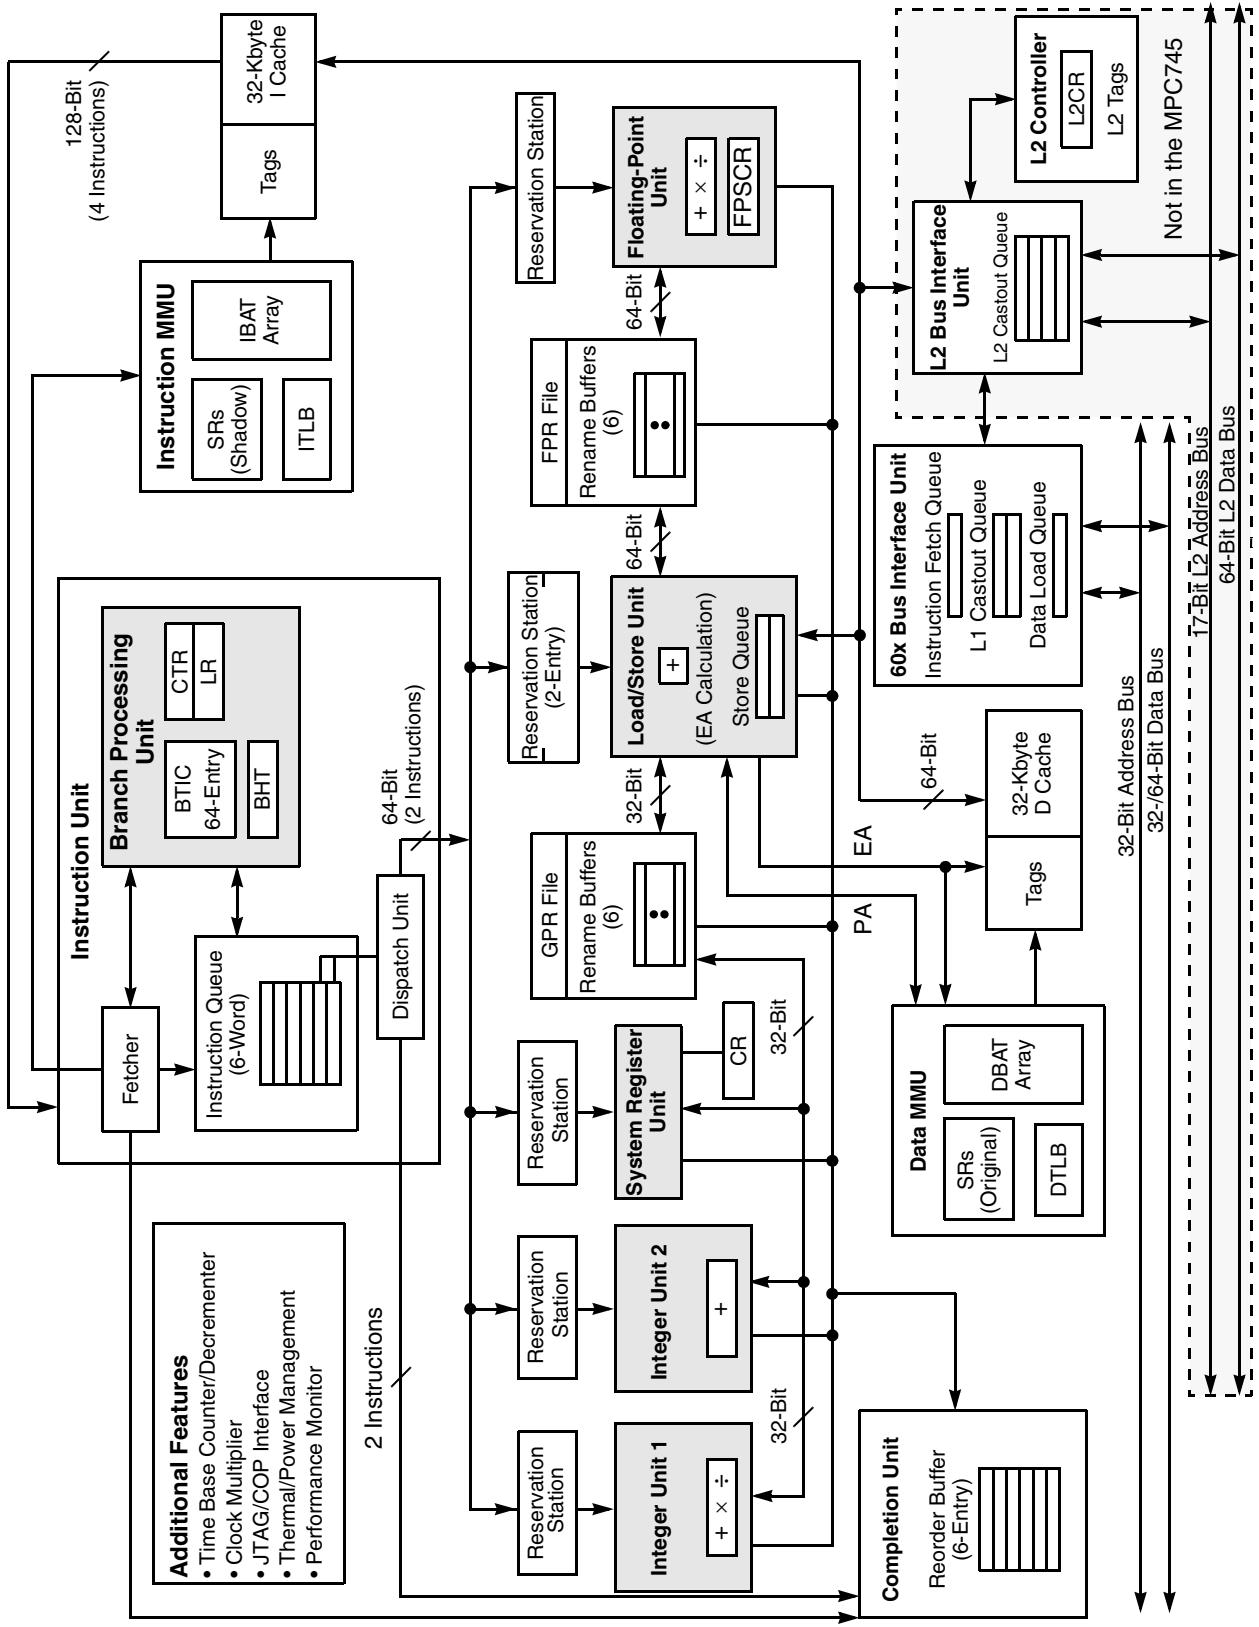 Additional Features
• Time Base Counter/Decrementer
• Clock Multiplier
• JTAG/COP Interface
• Thermal/Power Management
• Performance Monitor
Instruction Unit
Fetcher
Branch Processing
Unit
BTIC
64-Entry
CTR
LR
BHT
Instruction Queue
(6-Word)
Dispatch Unit
64-Bit
(2 Instructions)
2 Instructions
Instruction MMU
SRs
(Shadow)
ITLB
IBAT
Array
128-Bit
(4 Instructions)
Tags
32-Kbyte
I Cache
Reservation
Station
Reservation
Station
Reservation
Station
Reservation Station
(2-Entry)
Reservation Station
Integer Unit 1
+ × ÷
Integer Unit 2
+
System Register
Unit
CR
32-Bit
32-Bit
GPR File
Rename Buffers
(6)
32-Bit
Load/Store Unit
+
(EA Calculation)
Store Queue
64-Bit
FPR File
Rename Buffers
(6)
64-Bit
Floating-Point
Unit
+ × ÷
FPSCR
PA
EA
64-Bit
Completion Unit
Reorder Buffer
(6-Entry)
Data MMU
SRs
(Original)
DTLB
DBAT
Array
Tags
32-Kbyte
D Cache
60x Bus Interface Unit
Instruction Fetch Queue
L1 Castout Queue
Data Load Queue
L2 Bus Interface
Unit
L2 Castout Queue
L2 Controller
L2CR
L2 Tags
Not in the MPC745
32-Bit Address Bus
32-/64-Bit Data Bus
17-Bit L2 Address Bus
64-Bit L2 Data Bus